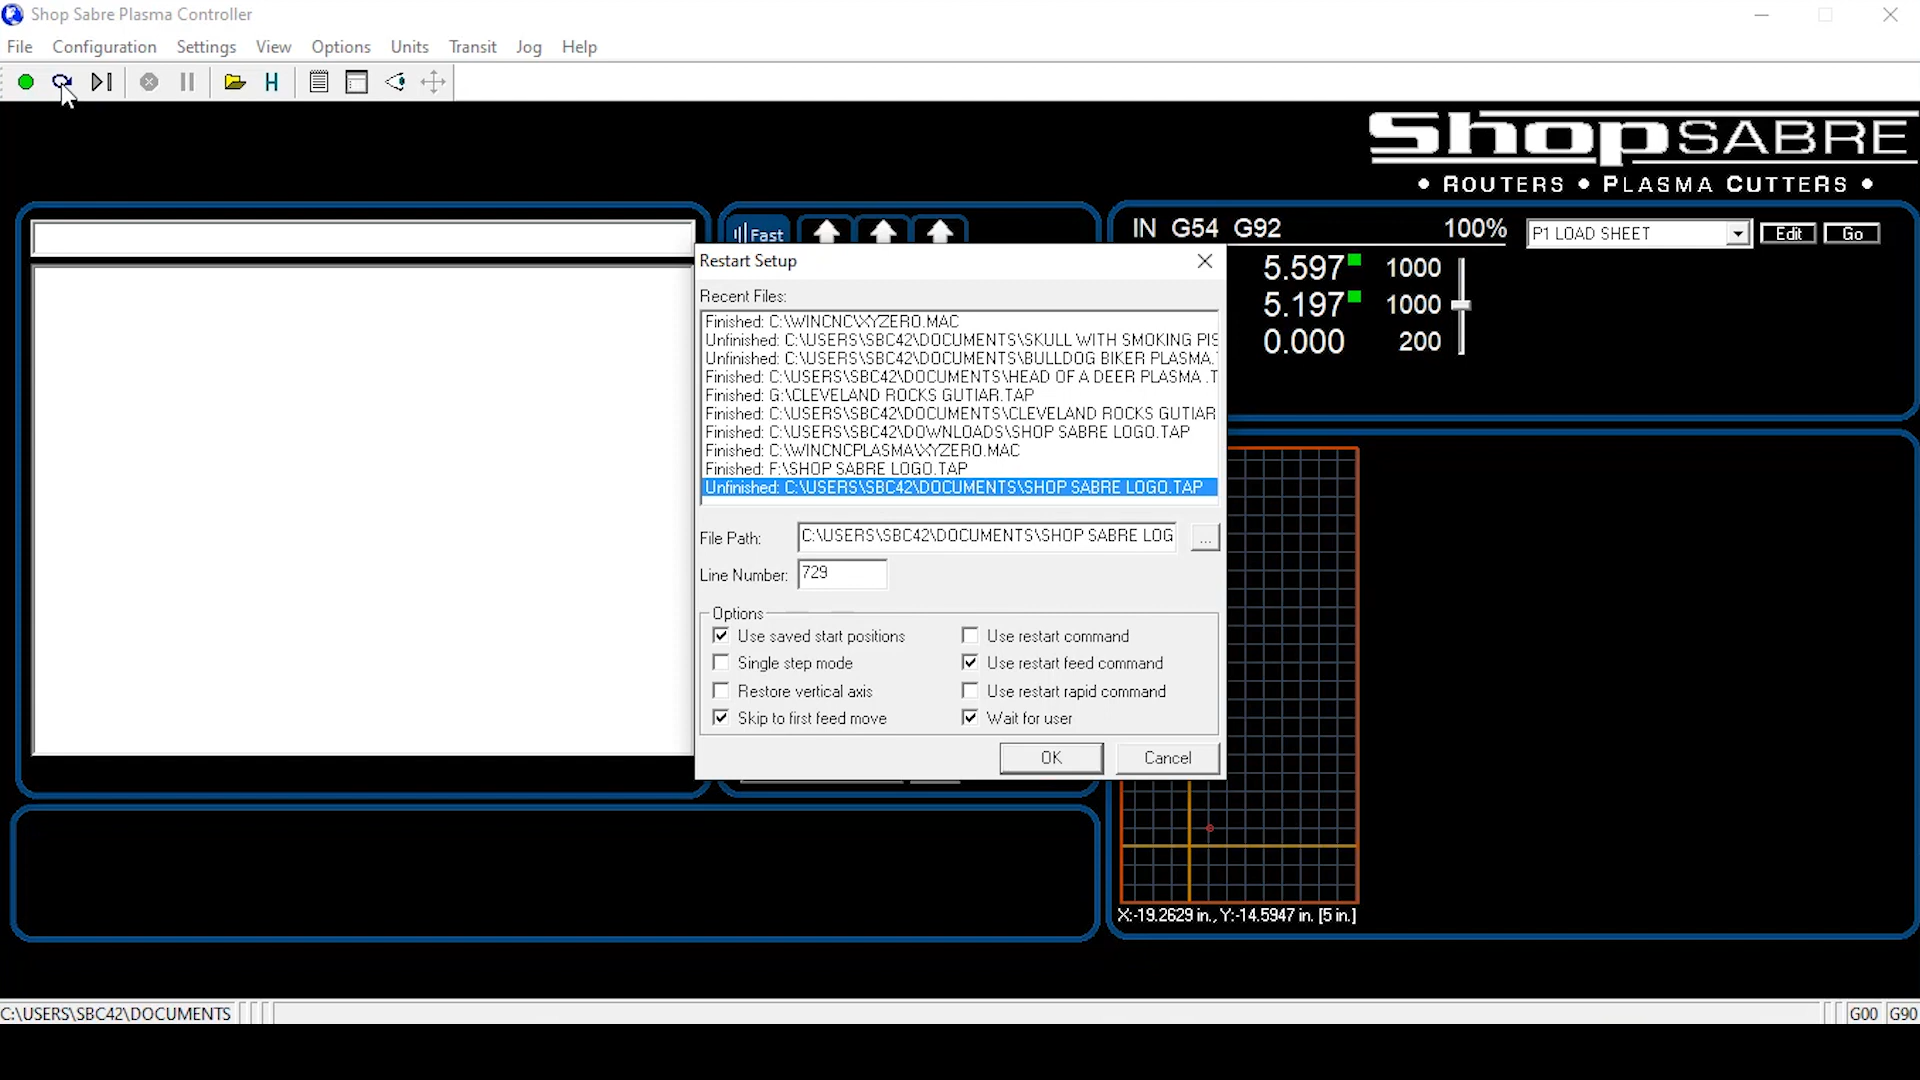 Shop Sabre Plasma Controller
File Configuration Settings View Options Units Transit Jog Help
H
ShopSABRE
• ROUTERS • PLASMA CUTTERS •
Fast
IN G54 G92 100%
P1 LOAD SHEET Edit Go
5.597 1000
5.197 1000
0.000 200
Restart Setup
Recent Files:
Finished: C:\WINCNC\XYZERO.MAC
Unfinished: C:\USERS\SBC42\DOCUMENTS\SKULL WITH SMOKING PIS
Unfinished: C:\USERS\SBC42\DOCUMENTS\BULLDOG BIKER PLASMA.T
Finished: C:\USERS\SBC42\DOCUMENTS\HEAD OF A DEER PLASMA .T
Finished: G:\CLEVELAND ROCKS GUTIAR.TAP
Finished: C:\USERS\SBC42\DOCUMENTS\CLEVELAND ROCKS GUTIAR
Finished: C:\USERS\SBC42\DOWNLOADS\SHOP SABRE LOGO.TAP
Finished: C:\WINCNCPLASMA\XYZERO.MAC
Finished: F:\SHOP SABRE LOGO.TAP
Unfinished: C:\USERS\SBC42\DOCUMENTS\SHOP SABRE LOGO.TAP
File Path: C:\USERS\SBC42\DOCUMENTS\SHOP SABRE LOG ...
Line Number: 729
Options
Use saved start positions Use restart command
Single step mode Use restart feed command
Restore vertical axis Use restart rapid command
Skip to first feed move Wait for user
OK Cancel
X:-19.2629 in., Y:-14.5947 in. [5 in.]
C:\USERS\SBC42\DOCUMENTS G00 G90